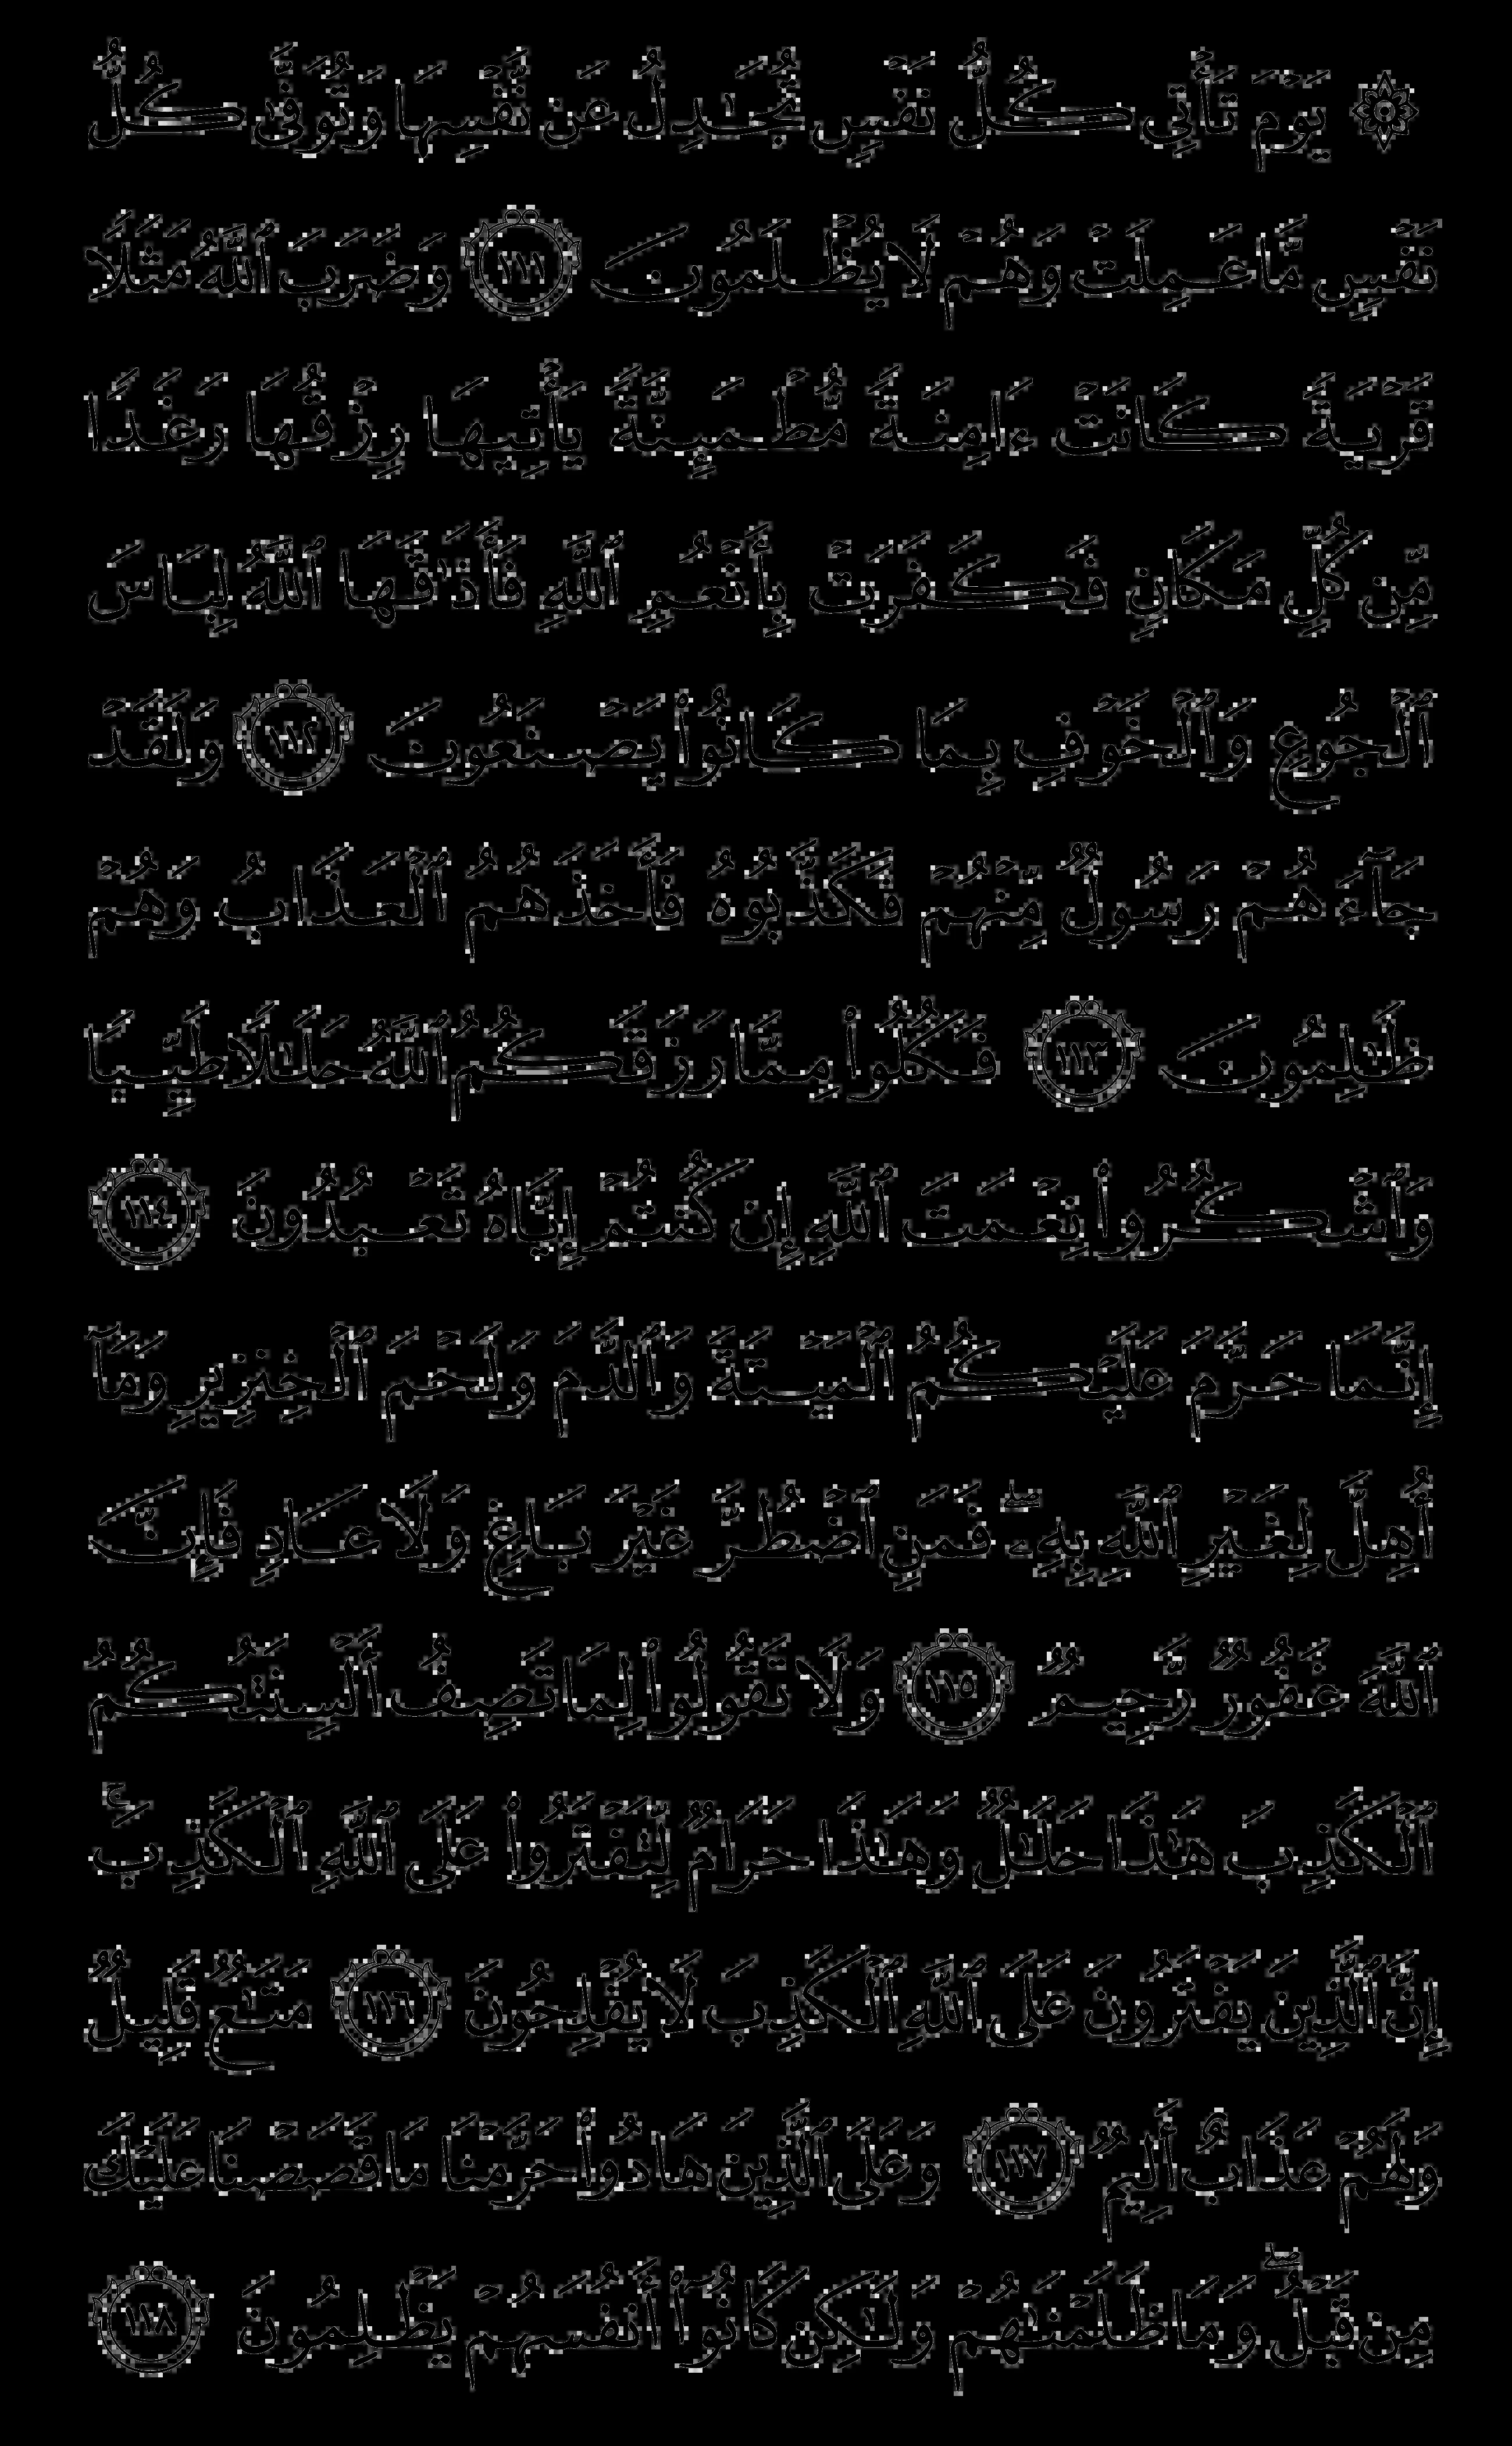 ۞ يَوْمَ تَأْتِي كُلُّ نَفْسٍ تُجَٰدِلُ عَن نَّفْسِهَا وَتُوَفَّىٰ كُلُّ
نَفْسٍ مَّا عَمِلَتْ وَهُمْ لَا يُظْلَمُونَ ١١١ وَضَرَبَ ٱللَّهُ مَثَلًا
قَرْيَةً كَانَتْ ءَامِنَةً مُّطْمَئِنَّةً يَأْتِيهَا رِزْقُهَا رَغَدًا
مِّن كُلِّ مَكَانٍ فَكَفَرَتْ بِأَنْعُمِ ٱللَّهِ فَأَذَٰقَهَا ٱللَّهُ لِبَاسَ
ٱلْجُوعِ وَٱلْخَوْفِ بِمَا كَانُوا۟ يَصْنَعُونَ ١١٢ وَلَقَدْ
جَآءَهُمْ رَسُولٌ مِّنْهُمْ فَكَذَّبُوهُ فَأَخَذَهُمُ ٱلْعَذَابُ وَهُمْ
ظَٰلِمُونَ ١١٣ فَكُلُوا۟ مِمَّا رَزَقَكُمُ ٱللَّهُ حَلَٰلًا طَيِّبًا
وَٱشْكُرُوا۟ نِعْمَتَ ٱللَّهِ إِن كُنتُمْ إِيَّاهُ تَعْبُدُونَ ١١٤
إِنَّمَا حَرَّمَ عَلَيْكُمُ ٱلْمَيْتَةَ وَٱلدَّمَ وَلَحْمَ ٱلْخِنزِيرِ وَمَآ
أُهِلَّ لِغَيْرِ ٱللَّهِ بِهِۦ ۖ فَمَنِ ٱضْطُرَّ غَيْرَ بَاغٍ وَلَا عَادٍ فَإِنَّ
ٱللَّهَ غَفُورٌ رَّحِيمٌ ١١٥ وَلَا تَقُولُوا۟ لِمَا تَصِفُ أَلْسِنَتُكُمُ
ٱلْكَذِبَ هَٰذَا حَلَٰلٌ وَهَٰذَا حَرَامٌ لِّتَفْتَرُوا۟ عَلَى ٱللَّهِ ٱلْكَذِبَ ۚ
إِنَّ ٱلَّذِينَ يَفْتَرُونَ عَلَى ٱللَّهِ ٱلْكَذِبَ لَا يُفْلِحُونَ ١١٦ مَتَٰعٌ قَلِيلٌ
وَلَهُمْ عَذَابٌ أَلِيمٌ ١١٧ وَعَلَى ٱلَّذِينَ هَادُوا۟ حَرَّمْنَا مَا قَصَصْنَا عَلَيْكَ
مِن قَبْلُ ۖ وَمَا ظَلَمْنَٰهُمْ وَلَٰكِن كَانُوٓا۟ أَنفُسَهُمْ يَظْلِمُونَ ١١٨